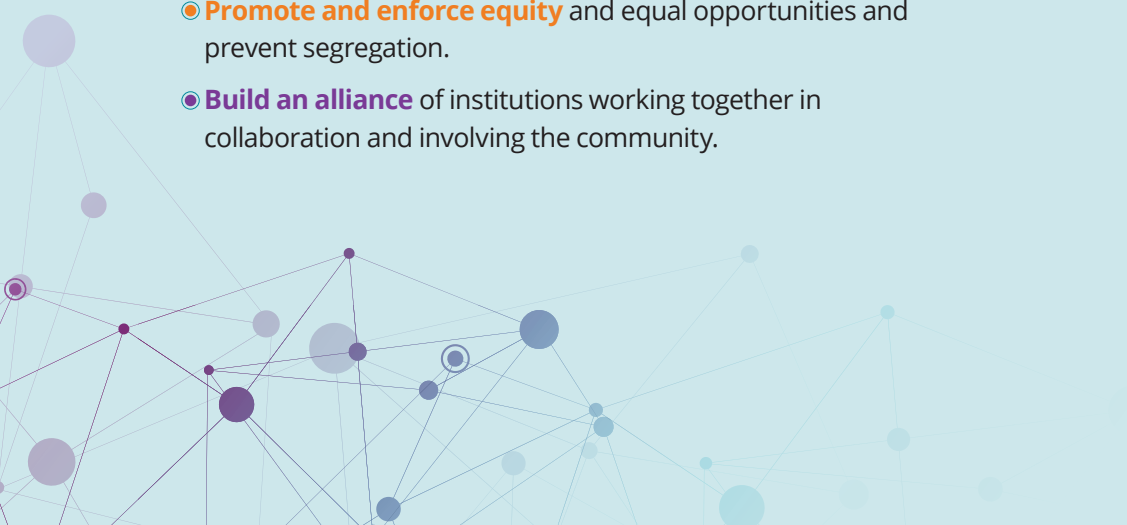 Promote and enforce equity and equal opportunities and
prevent segregation.
Build an alliance of institutions working together in
collaboration and involving the community.